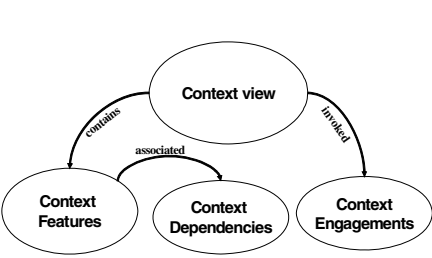 Context view
contains
invoked
associated
Context
Features
Context
Dependencies
Context
Engagements